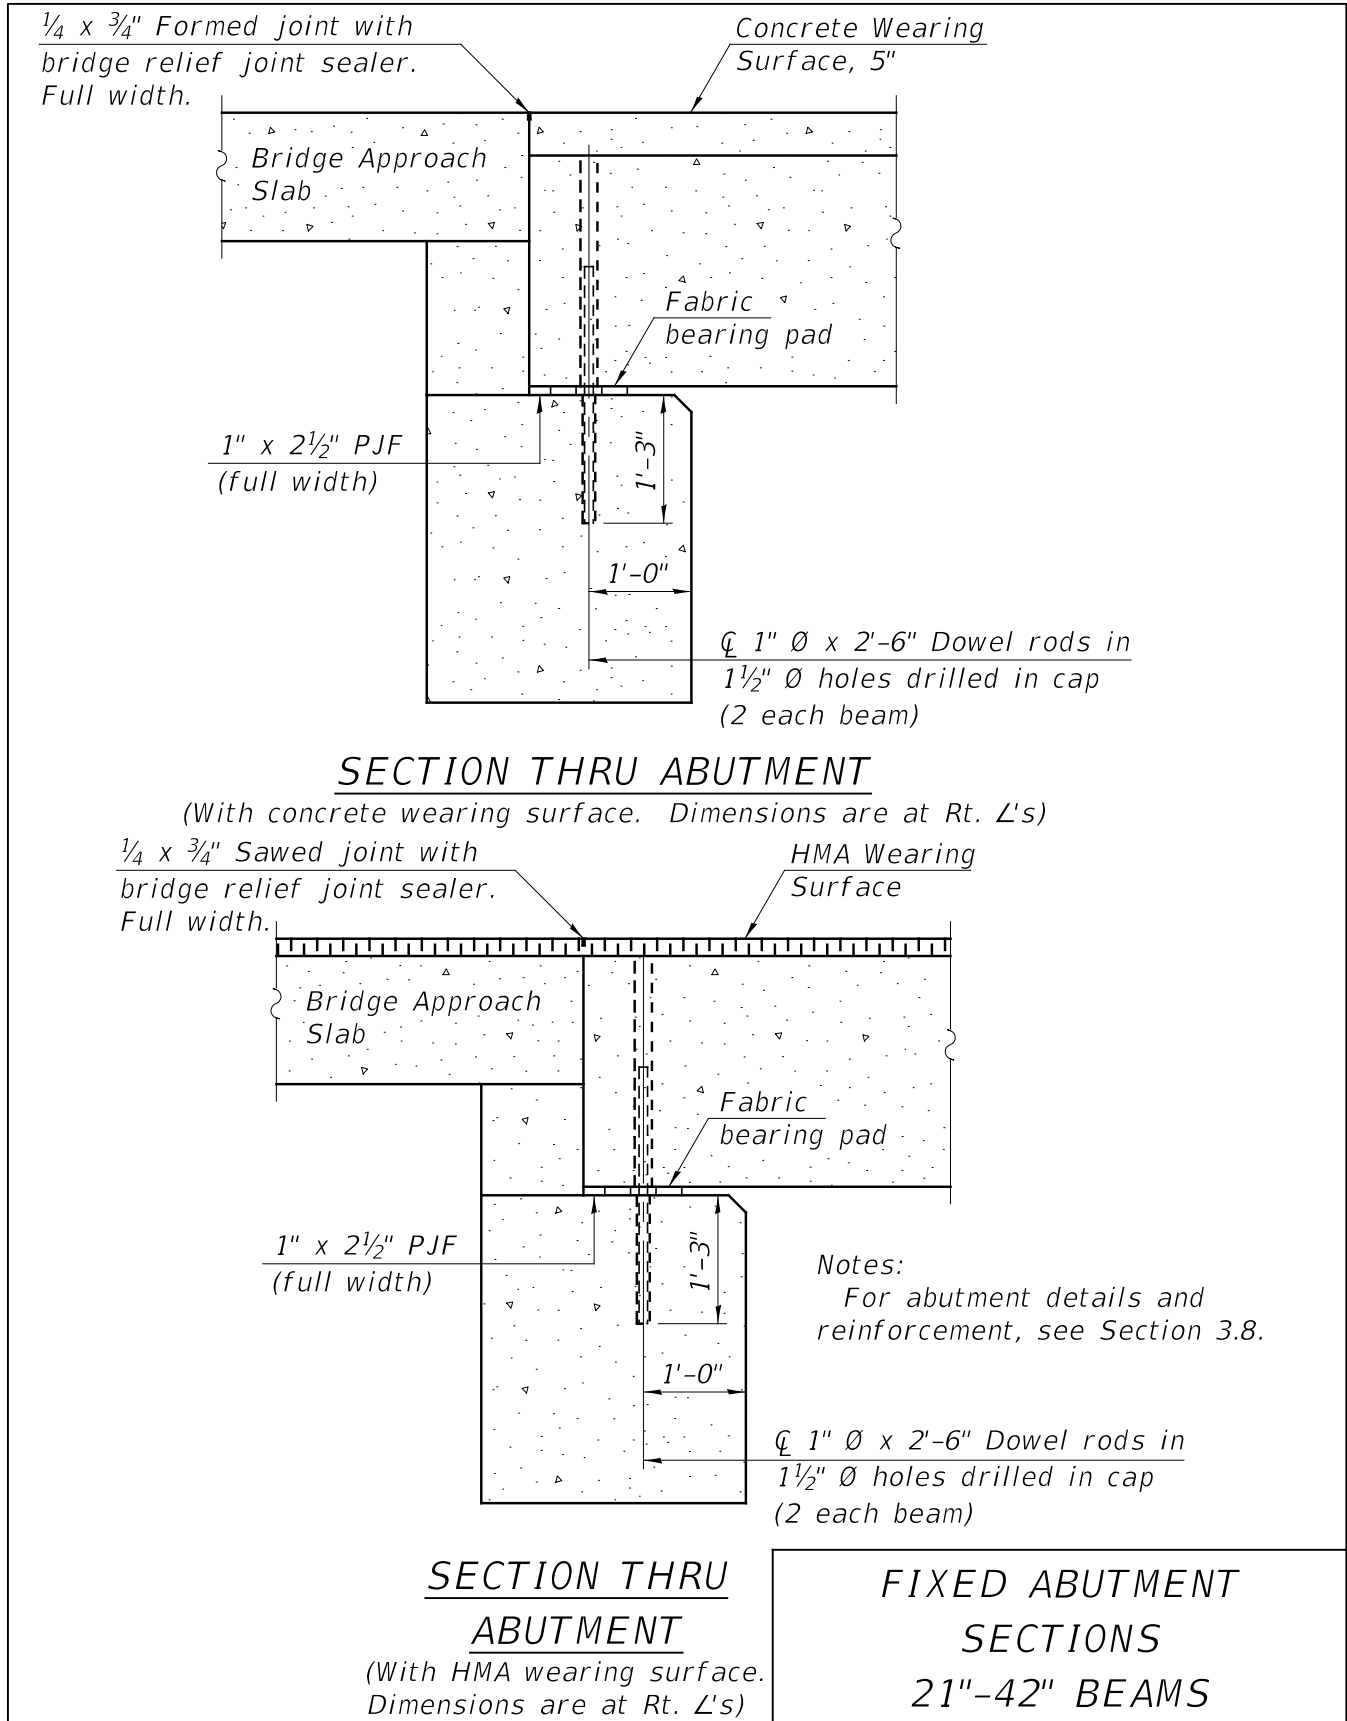 ¼ x ¾" Formed joint with
bridge relief joint sealer.
Full width.
Concrete Wearing
Surface, 5"
Bridge Approach
Slab
Fabric
bearing pad
1" x 2½" PJF
(full width)
1'-3"
1'-0"
℄ 1" Ø x 2'-6" Dowel rods in
1½" Ø holes drilled in cap
(2 each beam)
SECTION THRU ABUTMENT
(With concrete wearing surface. Dimensions are at Rt. ∠'s)
¼ x ¾" Sawed joint with
bridge relief joint sealer.
Full width.
HMA Wearing
Surface
Bridge Approach
Slab
Fabric
bearing pad
1" x 2½" PJF
(full width)
1'-3"
Notes:
For abutment details and
reinforcement, see Section 3.8.
1'-0"
℄ 1" Ø x 2'-6" Dowel rods in
1½" Ø holes drilled in cap
(2 each beam)
SECTION THRU
ABUTMENT
(With HMA wearing surface.
Dimensions are at Rt. ∠'s)
FIXED ABUTMENT
SECTIONS
21"-42" BEAMS